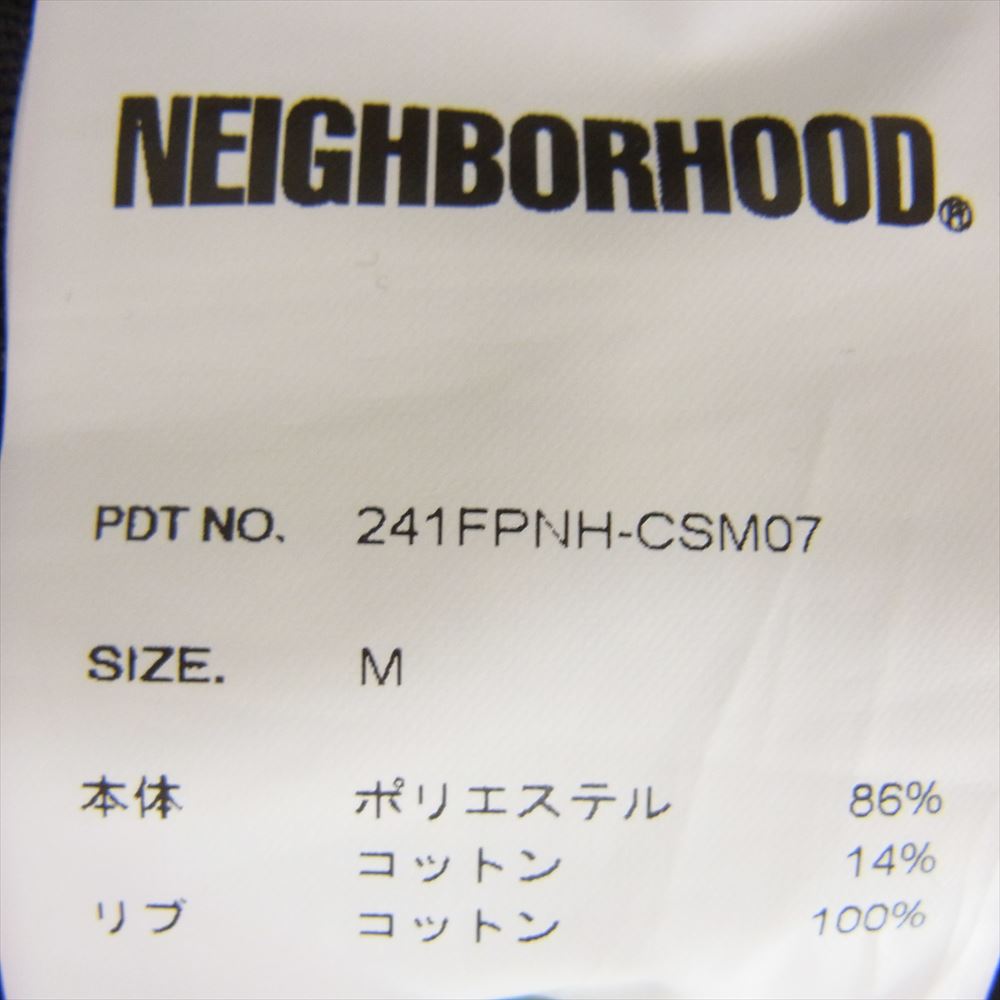 NEIGHBORHOOD®
PDT NO. 241FPNH-CSM07
SIZE. M
本体 ポリエステル 86%
コットン 14%
リブ コットン 100%